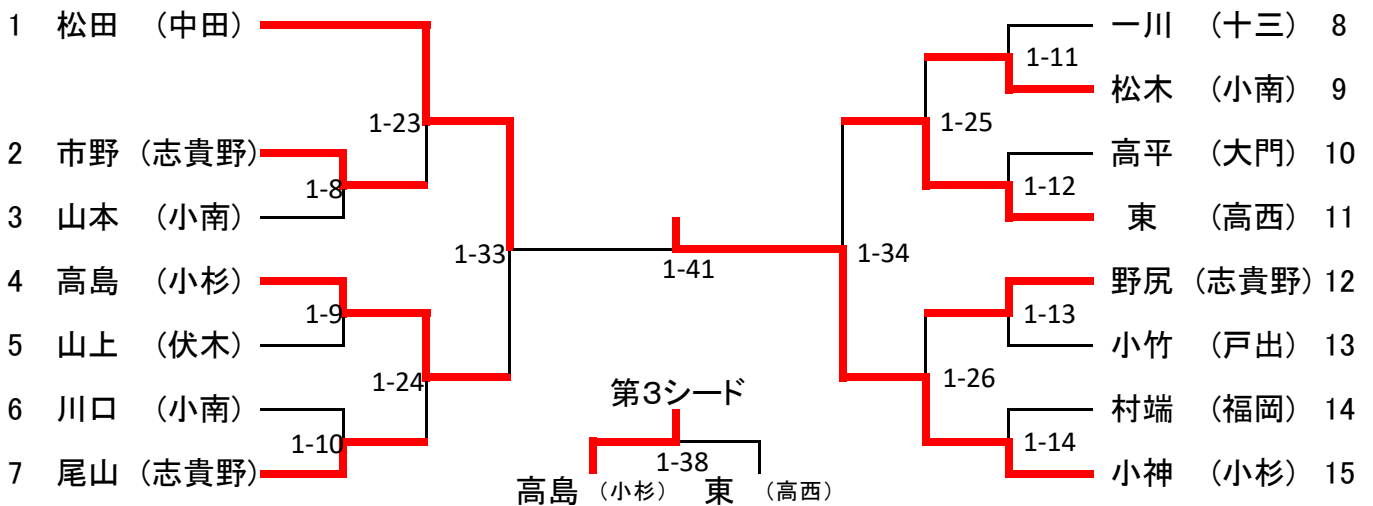 1 松田 （中田）
2 市野（志貴野）
3 山本 （小南）
4 高島 （小杉）
5 山上 （伏木）
6 川口 （小南）
7 尾山（志貴野）
1-23
1-8
1-33
1-9
1-24
1-10
1-41
第3シード
1-38
高島 （小杉） 東 （高西）
一川 （十三） 8
1-11
松木 （小南） 9
1-25
高平 （大門） 10
1-12
東 （高西） 11
1-34
野尻 （志貴野） 12
1-13
小竹 （戸出） 13
1-26
村端 （福岡） 14
1-14
小神 （小杉） 15